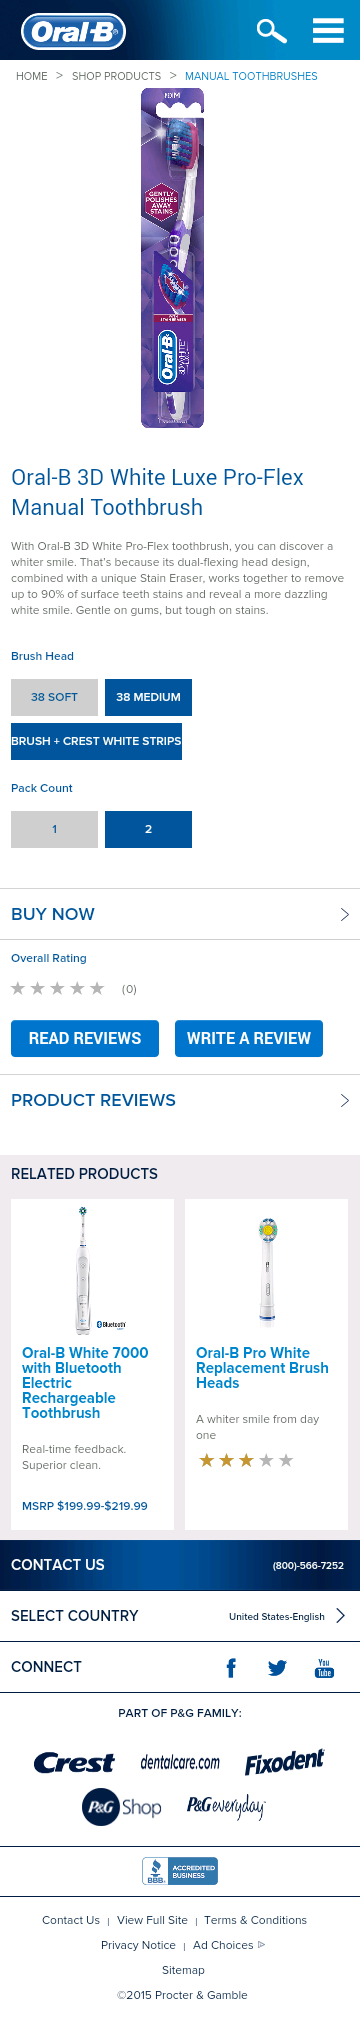 Oral-B
HOME > SHOP PRODUCTS > MANUAL TOOTHBRUSHES
GENTLY
POLISHES
AWAY
STAINS
Oral-B
3D WHITE
LUXE
Oral-B 3D White Luxe Pro-Flex
Manual Toothbrush
With Oral-B 3D White Pro-Flex toothbrush, you can discover a
whiter smile. That’s because its dual-flexing head design,
combined with a unique Stain Eraser, works together to remove
up to 90% of surface teeth stains and reveal a more dazzling
white smile. Gentle on gums, but tough on stains.
Brush Head
38 SOFT 38 MEDIUM
BRUSH + CREST WHITE STRIPS
Pack Count
1 2
BUY NOW
Overall Rating
(0)
READ REVIEWS WRITE A REVIEW
PRODUCT REVIEWS
RELATED PRODUCTS
Bluetooth
Oral-B White 7000
with Bluetooth
Electric
Rechargeable
Toothbrush
Real-time feedback.
Superior clean.
MSRP $199.99-$219.99
Oral-B Pro White
Replacement Brush
Heads
A whiter smile from day
one
CONTACT US (800)-566-7252
SELECT COUNTRY United States-English
CONNECT f You Tube
PART OF P&G FAMILY:
Crest dentalcare.com Fixodent
P&G Shop P&G everyday
BBB ACCREDITED
BUSINESS
Contact Us | View Full Site | Terms & Conditions
Privacy Notice | Ad Choices
Sitemap
©2015 Procter & Gamble